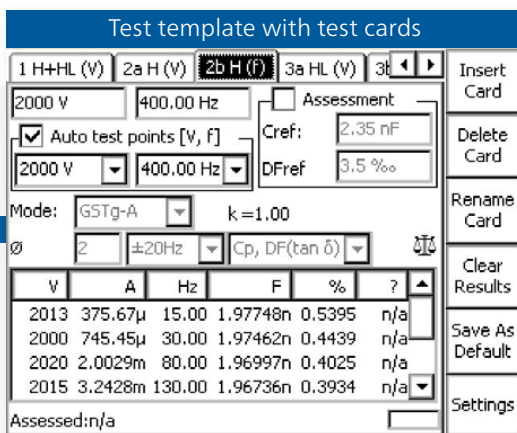 Test template with test cards
1 H+HL (V) 2a H (V) 2b H (f) 3a HL (V)
Insert Card
2000 V 400.00 Hz Assessment
Auto test points [V, f] Cref: 2.35 nF
Delete Card
2000 V 400.00 Hz DFref 3.5 ‰
Mode: GSTg-A k=1.00
Rename Card
Ø 2 ±20Hz Cp, DF(tan δ)
Clear Results
V A Hz F % ?
2013 375.67µ 15.00 1.97748n 0.5395 n/a
2000 745.45µ 30.00 1.97462n 0.4439 n/a
Save As Default
2020 2.0029m 80.00 1.96997n 0.4025 n/a
2015 3.2428m 130.00 1.96736n 0.3934 n/a
Settings
Assessed:n/a